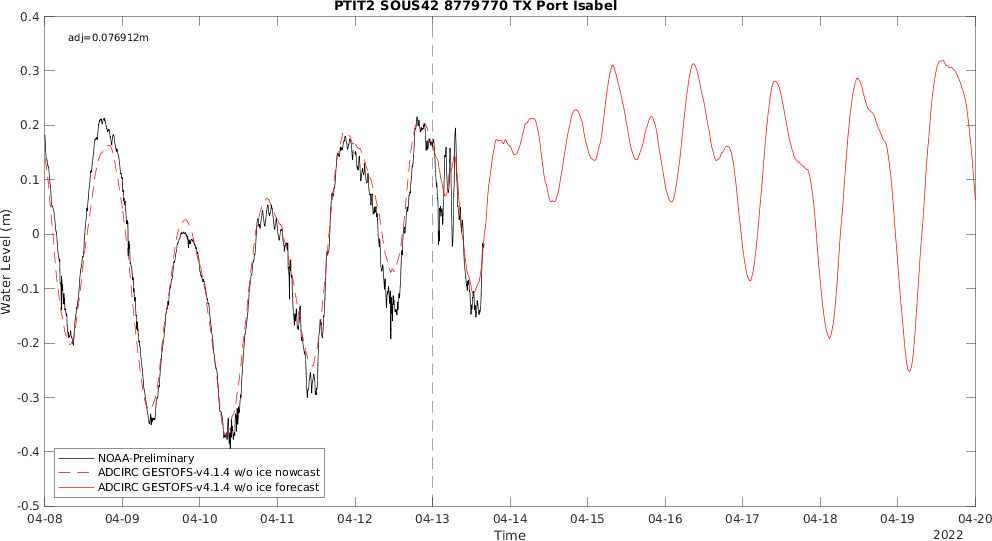 PTIT2 SOUS42 8779770 TX Port Isabel
adj=0.076912m
0.4
0.3
0.2
0.1
0
-0.1
-0.2
-0.3
-0.4
-0.5
Water Level (m)
NOAA-Preliminary
ADCIRC GESTOFS-v4.1.4 w/o ice nowcast
ADCIRC GESTOFS-v4.1.4 w/o ice forecast
04-08 04-09 04-10 04-11 04-12 04-13 04-14 04-15 04-16 04-17 04-18 04-19 04-20
Time
2022